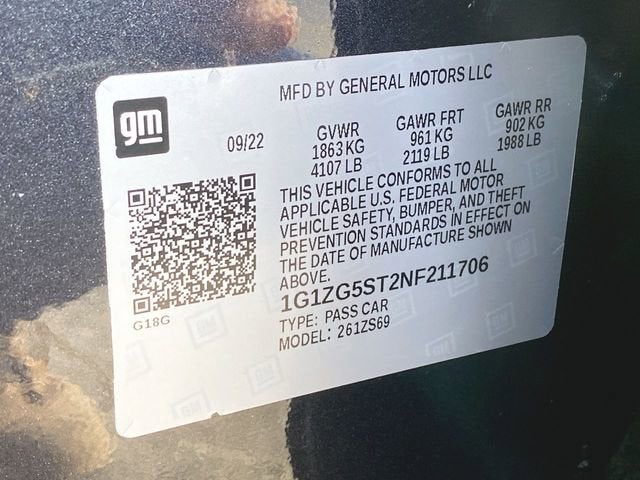 MFD BY GENERAL MOTORS LLC
gm
09/22
GVWR
1863 KG
4107 LB
GAWR FRT
961 KG
2119 LB
GAWR RR
902 KG
1988 LB
THIS VEHICLE CONFORMS TO ALL
APPLICABLE U.S. FEDERAL MOTOR
VEHICLE SAFETY, BUMPER, AND THEFT
PREVENTION STANDARDS IN EFFECT ON
THE DATE OF MANUFACTURE SHOWN
ABOVE.
1G1ZG5ST2NF211706
TYPE: PASS CAR
MODEL: 261ZS69
G18G